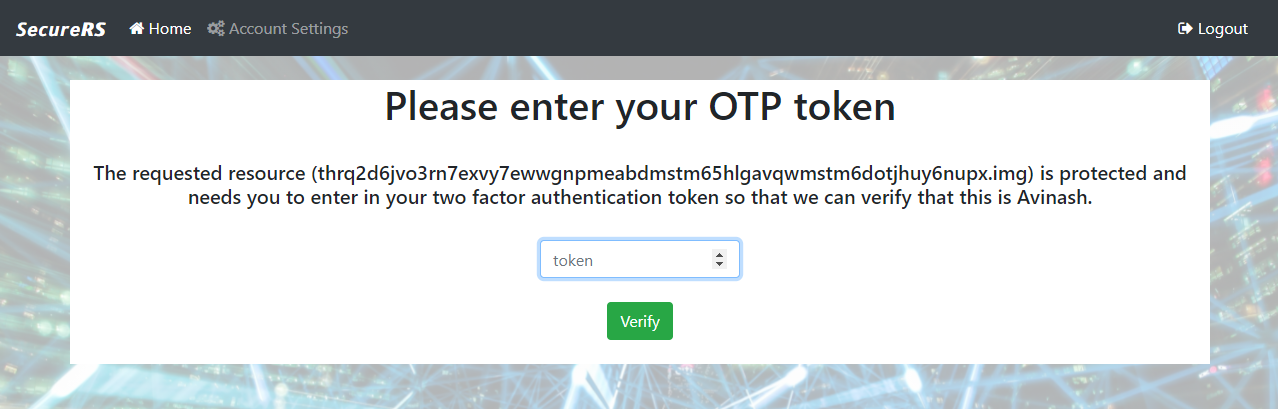 SecureRS Home Account Settings Logout
Please enter your OTP token
The requested resource (thrq2d6jvo3rn7exvy7ewwgnpmeabdmstm65hlgavqwmstm6dotjhuy6nupx.img) is protected and
needs you to enter in your two factor authentication token so that we can verify that this is Avinash.
token
Verify